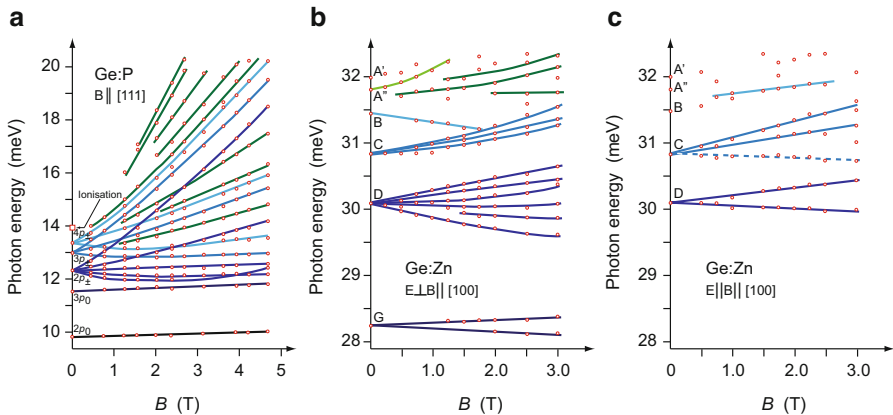 a
Photon energy (meV)
20
18
16
14
12
10
Ge:P
B∥ [111]
Ionisation
4p±
3p±
2p±
3p₀
2p₀
0 1 2 3 4 5
B (T)
b
Photon energy (meV)
32
31
30
29
28
A'
A"
B
C
D
G
Ge:Zn
E⊥B∥ [100]
0 1.0 2.0 3.0
B (T)
c
Photon energy (meV)
32
31
30
29
28
A'
A"
B
C
D
Ge:Zn
E∥B∥ [100]
0 1.0 2.0 3.0
B (T)